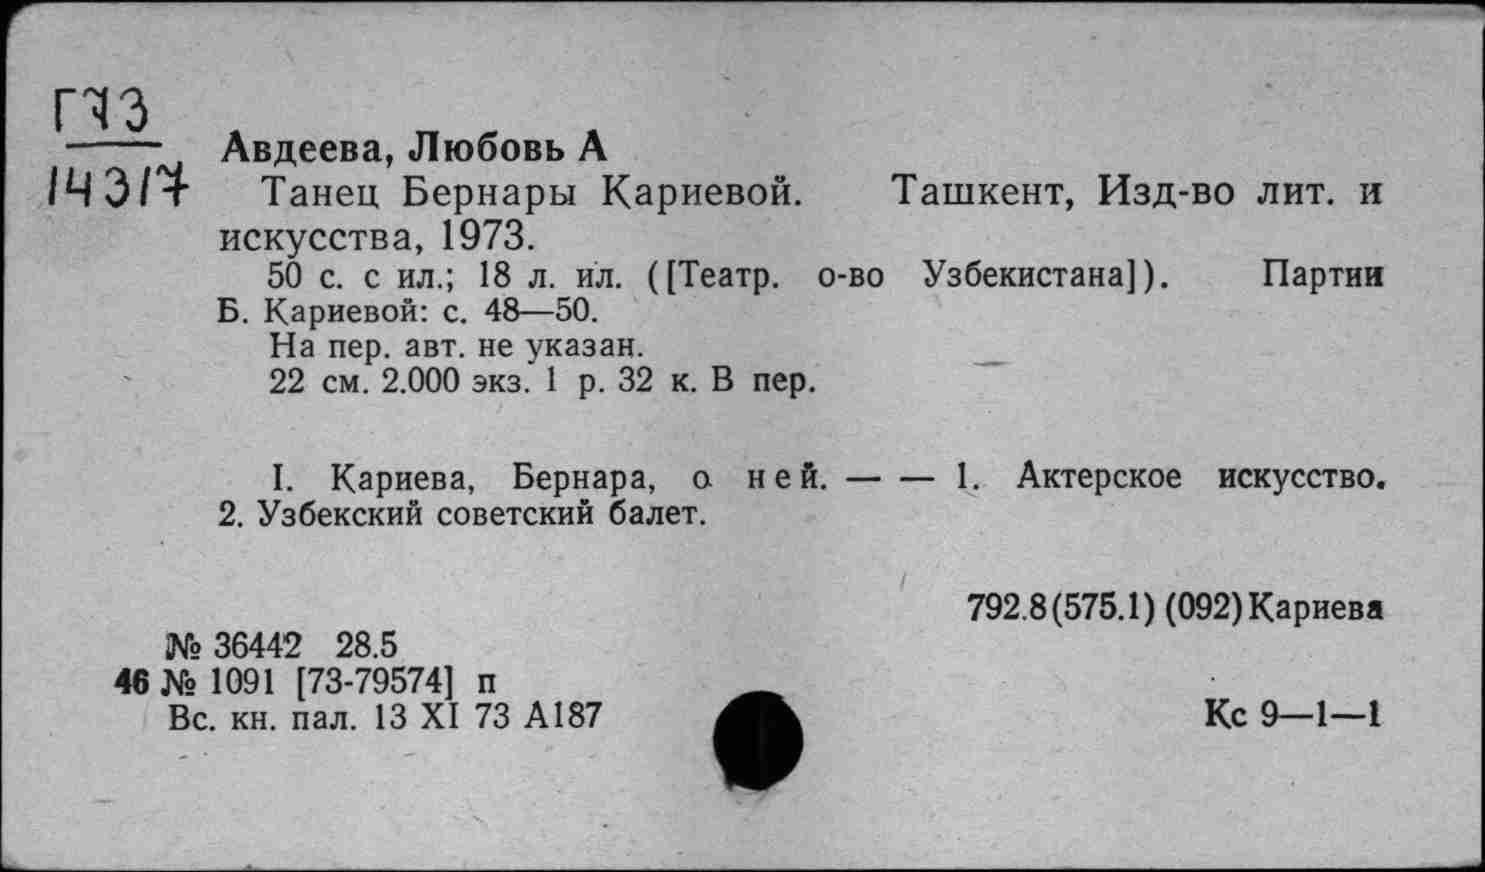 Г73
14317
Авдеева, Любовь А
Танец Бернары Кариевой. Ташкент, Изд-во лит. и
искусства, 1973.
50 с. с ил.; 18 л. ил. ([Театр. о-во Узбекистана]). Партии
Б. Кариевой: с. 48—50.
На пер. авт. не указан.
22 см. 2.000 экз. 1 р. 32 к. В пер.
I. Кариева, Бернара, о ней. — — 1. Актерское искусство.
2. Узбекский советский балет.
792.8(575.1) (092)Кариева
№ 36442 28.5
46 № 1091 [73-79574] п
Вс. кн. пал. 13 XI 73 А187
Кс 9—1—1